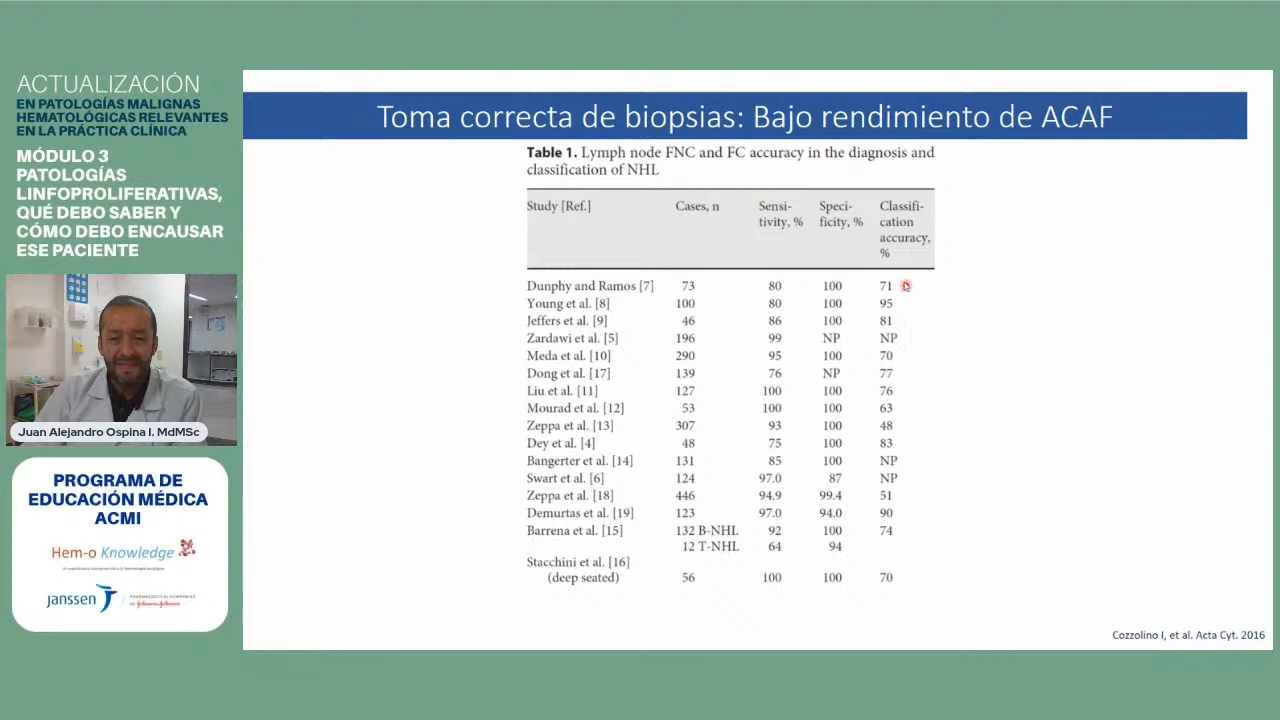 ACTUALIZACIÓN
EN PATOLOGÍAS MALIGNAS
HEMATOLÓGICAS RELEVANTES
EN LA PRÁCTICA CLÍNICA
MÓDULO 3
PATOLOGÍAS
LINFOPROLIFERATIVAS,
QUÉ DEBO SABER Y
CÓMO DEBO ENCAUSAR
ESE PACIENTE
Juan Alejandro Ospina I. MdMSc
PROGRAMA DE
EDUCACIÓN MÉDICA
ACMI
Hem-o Knowledge
janssen
PHARMACEUTICAL COMPANIES
OF Johnson & Johnson
Toma correcta de biopsias: Bajo rendimiento de ACAF
Table 1. Lymph node FNC and FC accuracy in the diagnosis and
classification of NHL
Study [Ref.] Cases, n Sensi- Speci- Classifi-
tivity, % ficity, % cation
accuracy,
%
Dunphy and Ramos [7] 73 80 100 71
Young et al. [8] 100 80 100 95
Jeffers et al. [9] 46 86 100 81
Zardawi et al. [5] 196 99 NP NP
Meda et al. [10] 290 95 100 70
Dong et al. [17] 139 76 NP 77
Liu et al. [11] 127 100 100 76
Mourad et al. [12] 53 100 100 63
Zeppa et al. [13] 307 93 100 48
Dey et al. [4] 48 75 100 83
Bangerter et al. [14] 131 85 100 NP
Swart et al. [6] 124 97.0 87 NP
Zeppa et al. [18] 446 94.9 99.4 51
Demurtas et al. [19] 123 97.0 94.0 90
Barrena et al. [15] 132 B-NHL 92 100 74
12 T-NHL 64 94
Stacchini et al. [16]
(deep seated) 56 100 100 70
Cozzolino I, et al. Acta Cyt. 2016